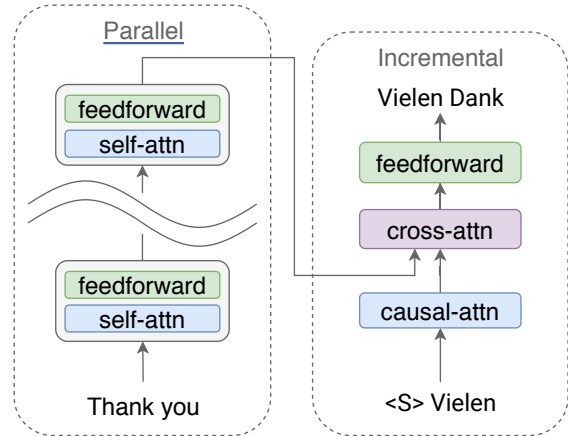 Parallel
feedforward
self-attn
feedforward
self-attn
Thank you
Incremental
Vielen Dank
feedforward
cross-attn
causal-attn
<S> Vielen